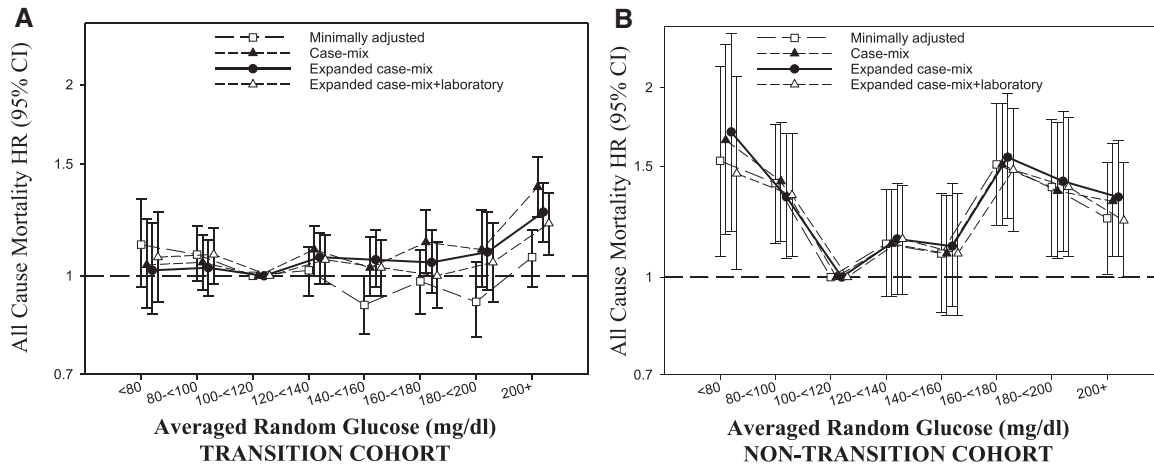 A
All Cause Mortality HR (95% CI)
Minimally adjusted
Case-mix
Expanded case-mix
Expanded case-mix+laboratory
2
1.5
1
0.7
<80
80-<100
100-<120
120-<140
140-<160
160-<180
180-<200
200+
Averaged Random Glucose (mg/dl)
TRANSITION COHORT
B
All Cause Mortality HR (95% CI)
Minimally adjusted
Case-mix
Expanded case-mix
Expanded case-mix+laboratory
2
1.5
1
0.7
<80
80-<100
100-<120
120-<140
140-<160
160-<180
180-<200
200+
Averaged Random Glucose (mg/dl)
NON-TRANSITION COHORT